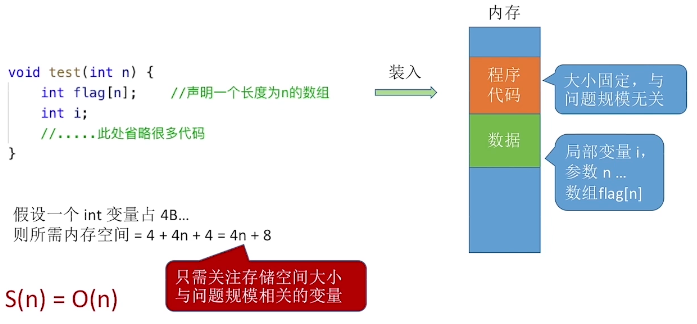 内存
void test(int n) {
int flag[n]; //声明一个长度为n的数组
int i;
//.....此处省略很多代码
}
装入
程序
代码
大小固定，与
问题规模无关
数据
局部变量 i，
参数 n ...
数组flag[n]
假设一个 int 变量占 4B...
则所需内存空间 = 4 + 4n + 4 = 4n + 8
只需关注存储空间大小
与问题规模相关的变量
S(n) = O(n)